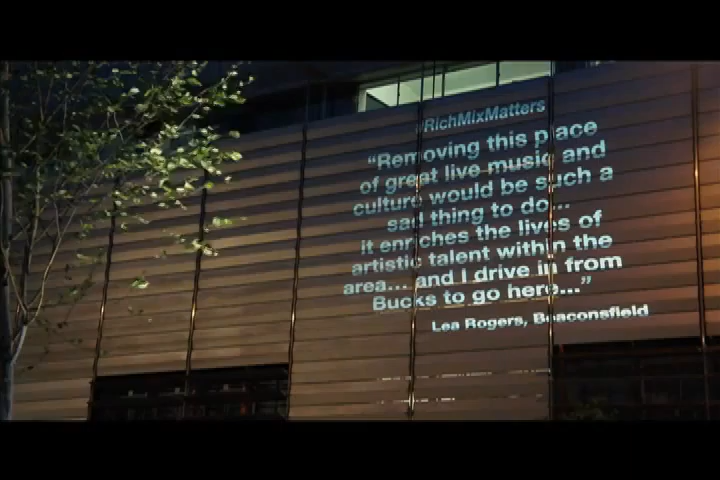 #RichMixMatters
“Removing this place
of great live music and
culture would be such a
sad thing to do...
it enriches the lives of
artistic talent within the
area... and I drive in from
Bucks to go here...”
Lea Rogers, Beaconsfield